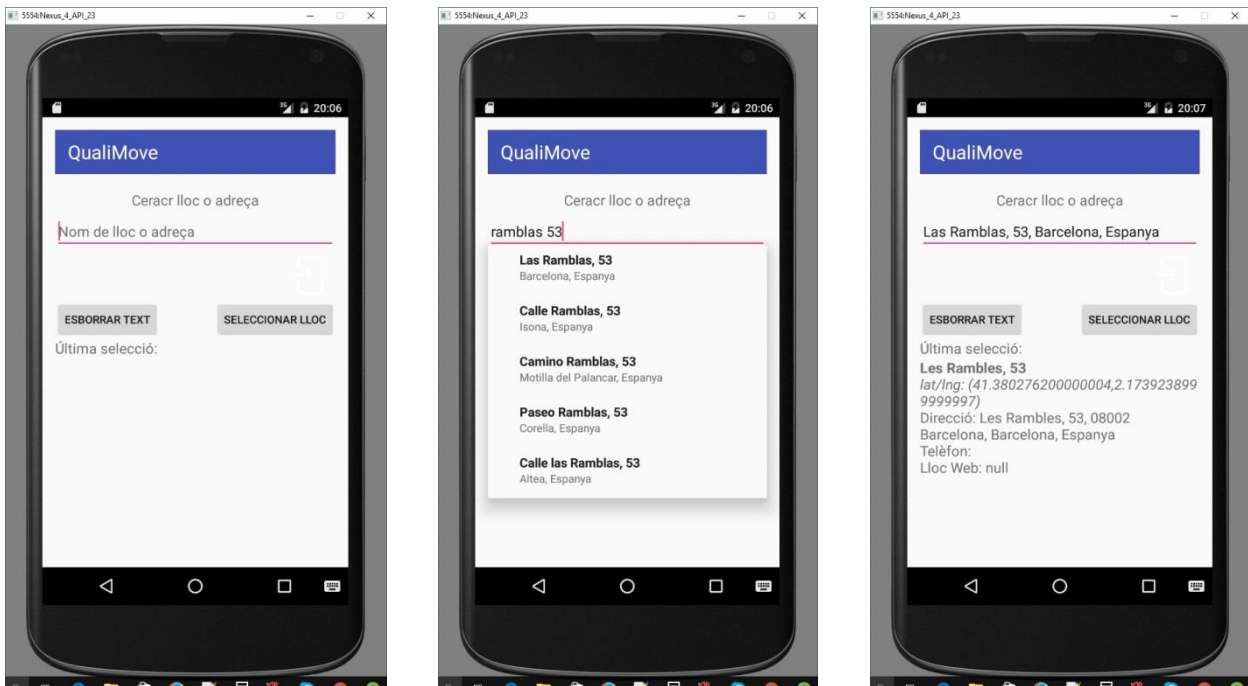 5554:Nexus_4_API_23
20:06
QualiMove
Ceracr lloc o adreça
Nom de lloc o adreça
ESBORRAR TEXT
SELECCIONAR LLOC
Última selecció:
5554:Nexus_4_API_23
20:06
QualiMove
Ceracr lloc o adreça
ramblas 53
Las Ramblas, 53
Barcelona, Espanya
Calle Ramblas, 53
Isona, Espanya
Camino Ramblas, 53
Motilla del Palancar, Espanya
Paseo Ramblas, 53
Corella, Espanya
Calle las Ramblas, 53
Altea, Espanya
5554:Nexus_4_API_23
20:07
QualiMove
Ceracr lloc o adreça
Las Ramblas, 53, Barcelona, Espanya
ESBORRAR TEXT
SELECCIONAR LLOC
Última selecció:
Les Rambles, 53
lat/lng: (41.380276200000004,2.173923899
9999997)
Direcció: Les Rambles, 53, 08002
Barcelona, Barcelona, Espanya
Telèfon:
Lloc Web: null